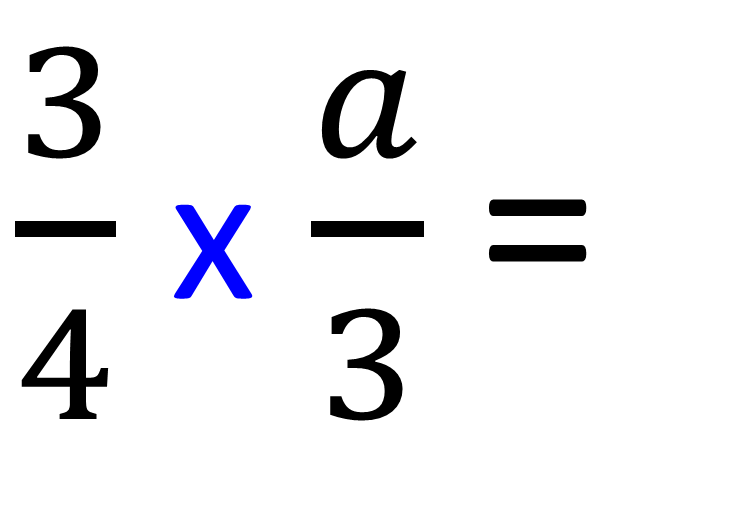 3/4 x a/3 =